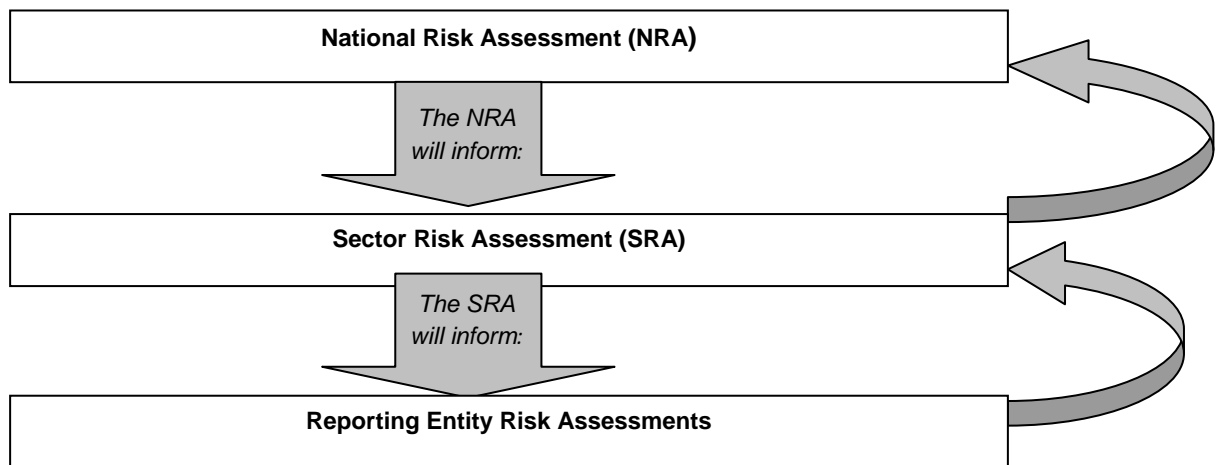 National Risk Assessment (NRA)
The NRA
will inform:
Sector Risk Assessment (SRA)
The SRA
will inform:
Reporting Entity Risk Assessments